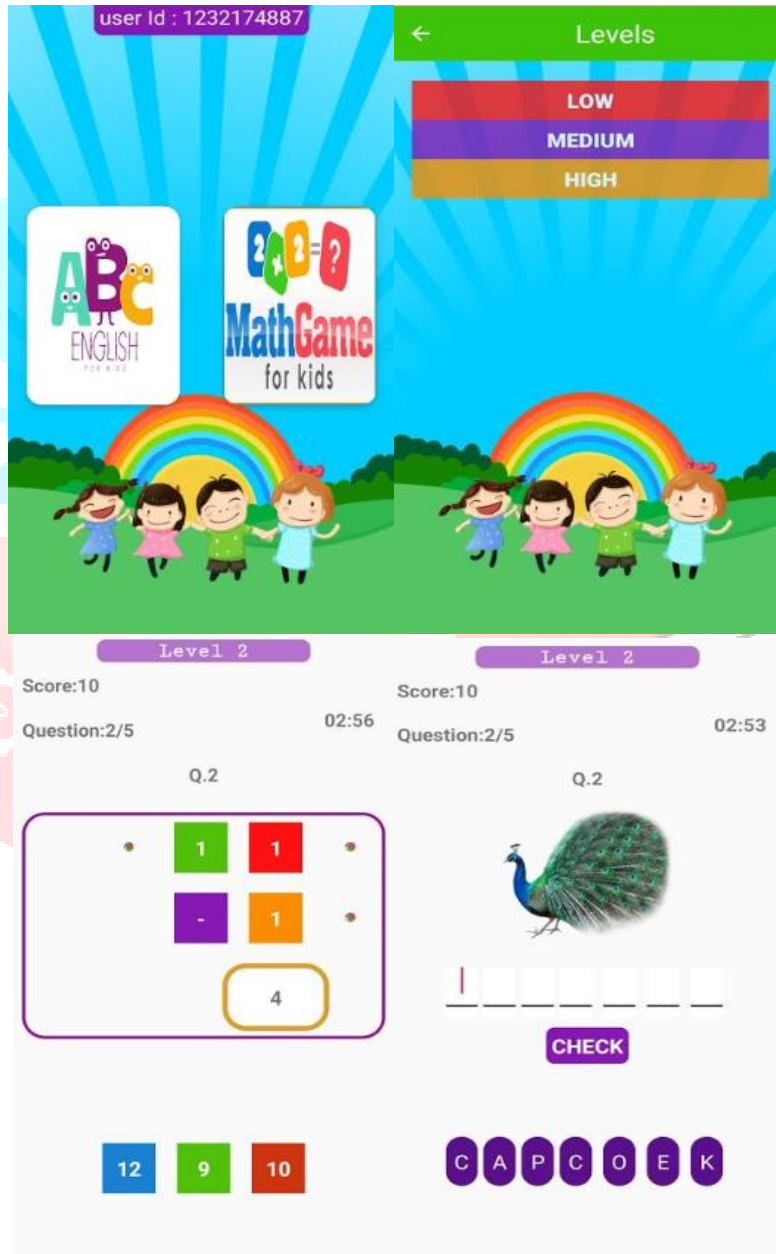 user Id : 1232174887
ABC
ENGLISH
FOR KIDS
2 x 2 = ?
MathGame
for kids
← Levels
LOW
MEDIUM
HIGH
Level 2
Score:10
Question:2/5
02:56
Q.2
1 1
- 1
4
12 9 10
Level 2
Score:10
Question:2/5
02:53
Q.2
CHECK
C A P C O E K